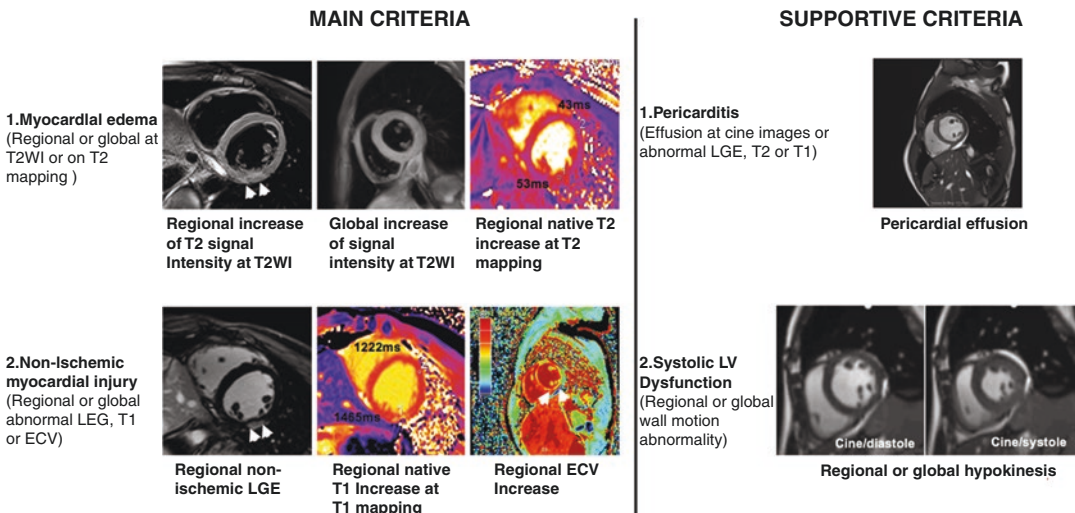 MAIN CRITERIA
1.Myocardial edema
(Regional or global at
T2WI or on T2
mapping )
43ms
53ms
Regional increase
of T2 signal
Intensity at T2WI
Global increase
of signal
intensity at T2WI
Regional native T2
increase at T2
mapping
2.Non-Ischemic
myocardial injury
(Regional or global
abnormal LEG, T1
or ECV)
1222ms
1465ms
Regional non-
ischemic LGE
Regional native
T1 Increase at
T1 mapping
Regional ECV
Increase
SUPPORTIVE CRITERIA
1.Pericarditis
(Effusion at cine images or
abnormal LGE, T2 or T1)
Pericardial effusion
2.Systolic LV
Dysfunction
(Regional or global
wall motion
abnormality)
Cine/diastole
Cine/systole
Regional or global hypokinesis